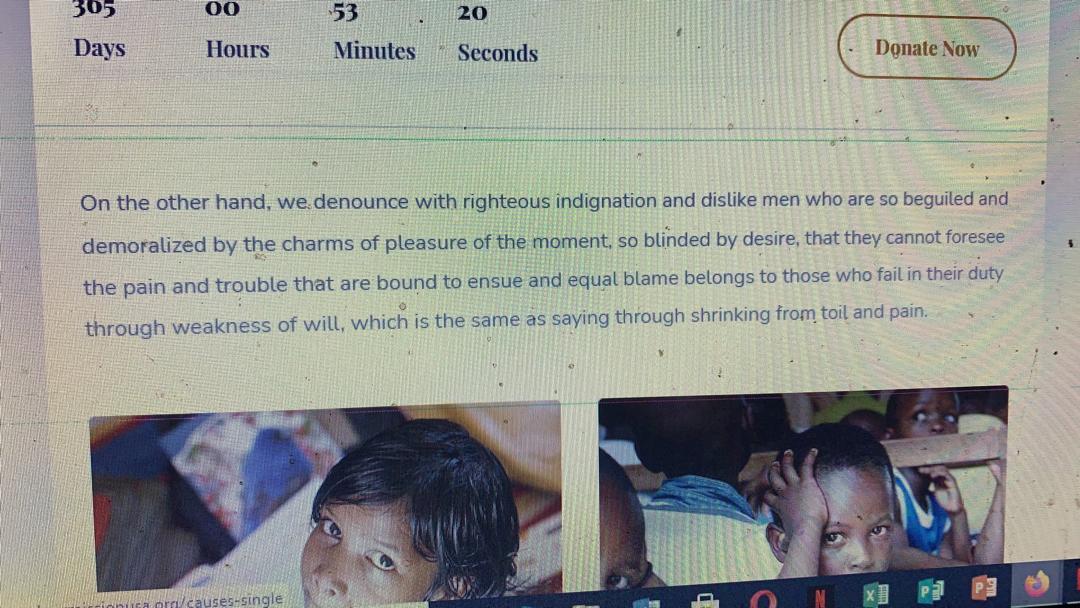 365 00 53 20
Days Hours Minutes Seconds
Donate Now
On the other hand, we denounce with righteous indignation and dislike men who are so beguiled and
demoralized by the charms of pleasure of the moment, so blinded by desire, that they cannot foresee
the pain and trouble that are bound to ensue and equal blame belongs to those who fail in their duty
through weakness of will, which is the same as saying through shrinking from toil and pain.
.org/causes-single